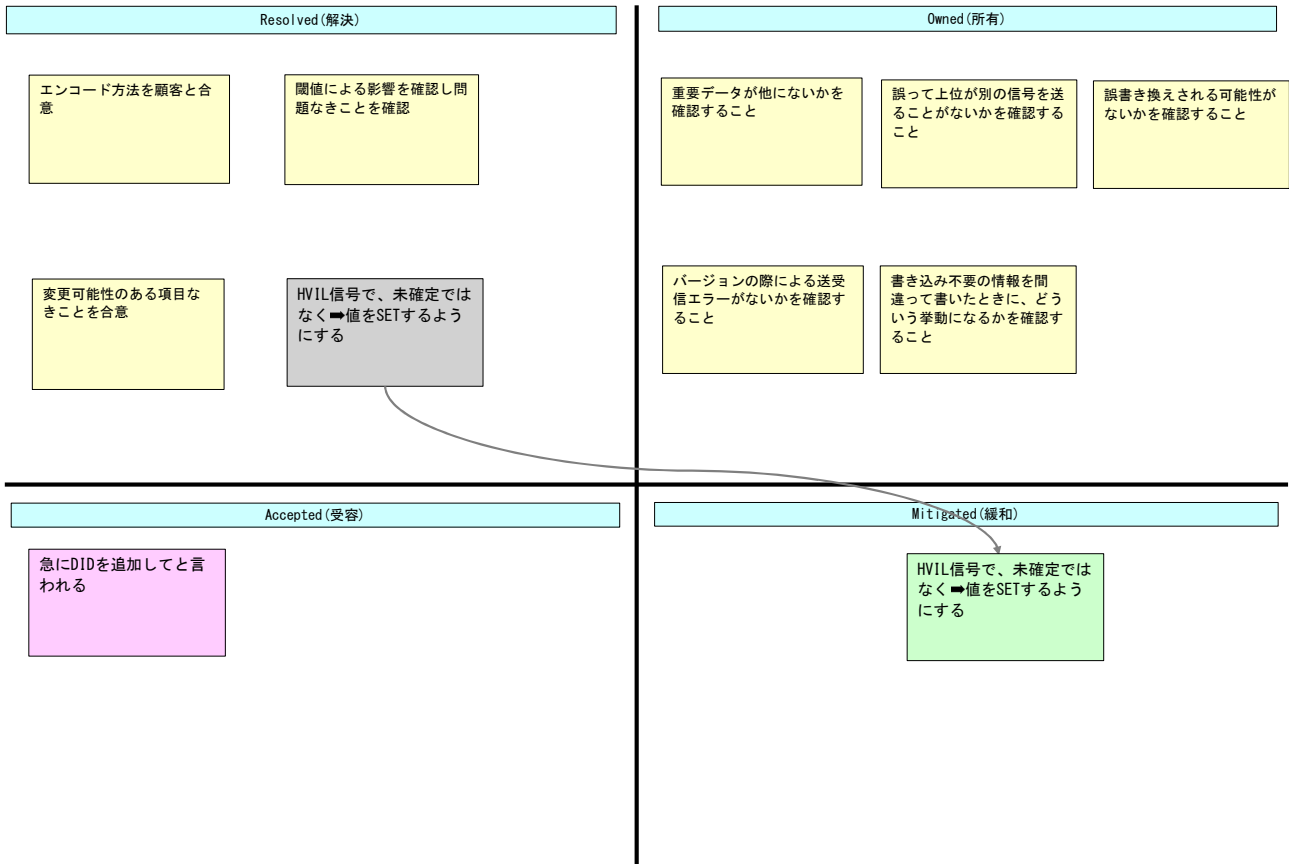 Resolved(解決)
エンコード方法を顧客と合
意
閾値による影響を確認し問
題なきことを確認
変更可能性のある項目な
きことを合意
HVIL信号で、未確定では
なく➡値をSETするよう
にする
Owned(所有)
重要データが他にないかを
確認すること
誤って上位が別の信号を送
ることがないかを確認する
こと
誤書き換えされる可能性が
ないかを確認すること
バージョンの際による送受
信エラーがないかを確認す
ること
書き込み不要の情報を間
違って書いたときに、どう
いう挙動になるかを確認す
ること
Accepted(受容)
急にDIDを追加してと言
われる
Mitigated(緩和)
HVIL信号で、未確定では
なく➡値をSETするよう
にする